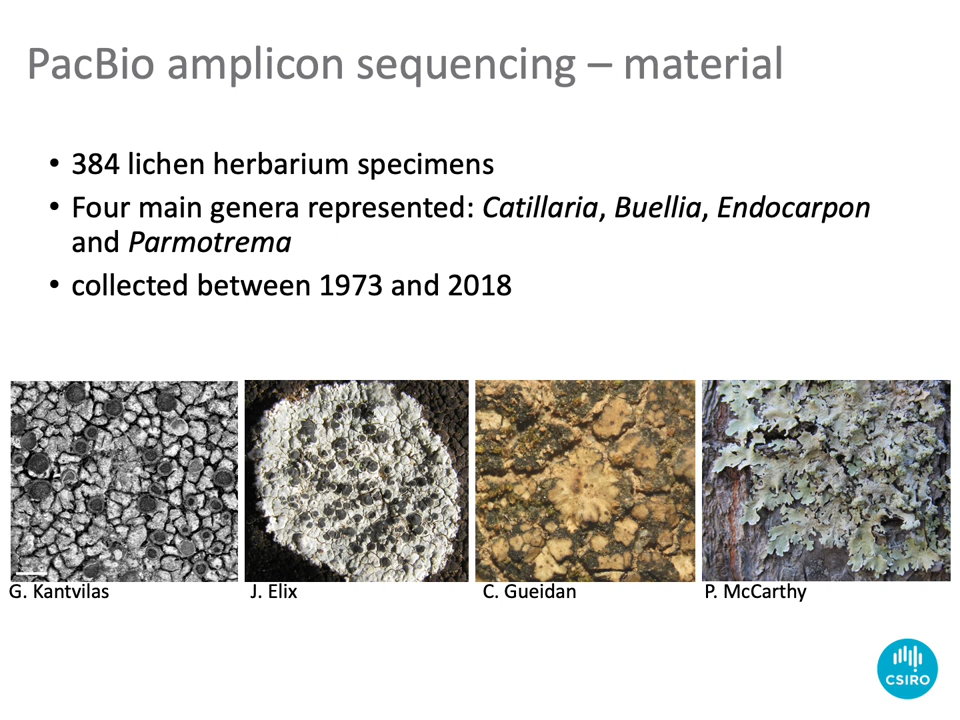 PacBio amplicon sequencing – material
• 384 lichen herbarium specimens
• Four main genera represented: Catillaria, Buellia, Endocarpon
and Parmotrema
• collected between 1973 and 2018
G. Kantvilas
J. Elix
C. Gueidan
P. McCarthy
CSIRO